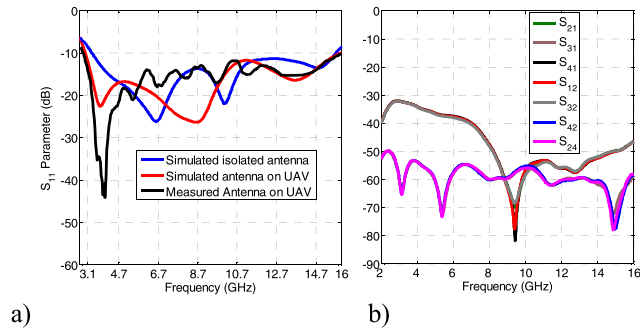 0
-10
-20
-30
-40
-50
-60
S11 Parameter (dB)
3.1 4.7 6.7 8.7 10.7 12.7 14.7 16
Frequency (GHz)
Simulated isolated antenna
Simulated antenna on UAV
Measured Antenna on UAV
a)
0
-10
-20
-30
-40
-50
-60
-70
-80
-90
2 4 6 8 10 12 14 16
Frequency (GHz)
S21
S31
S41
S12
S32
S42
S24
b)